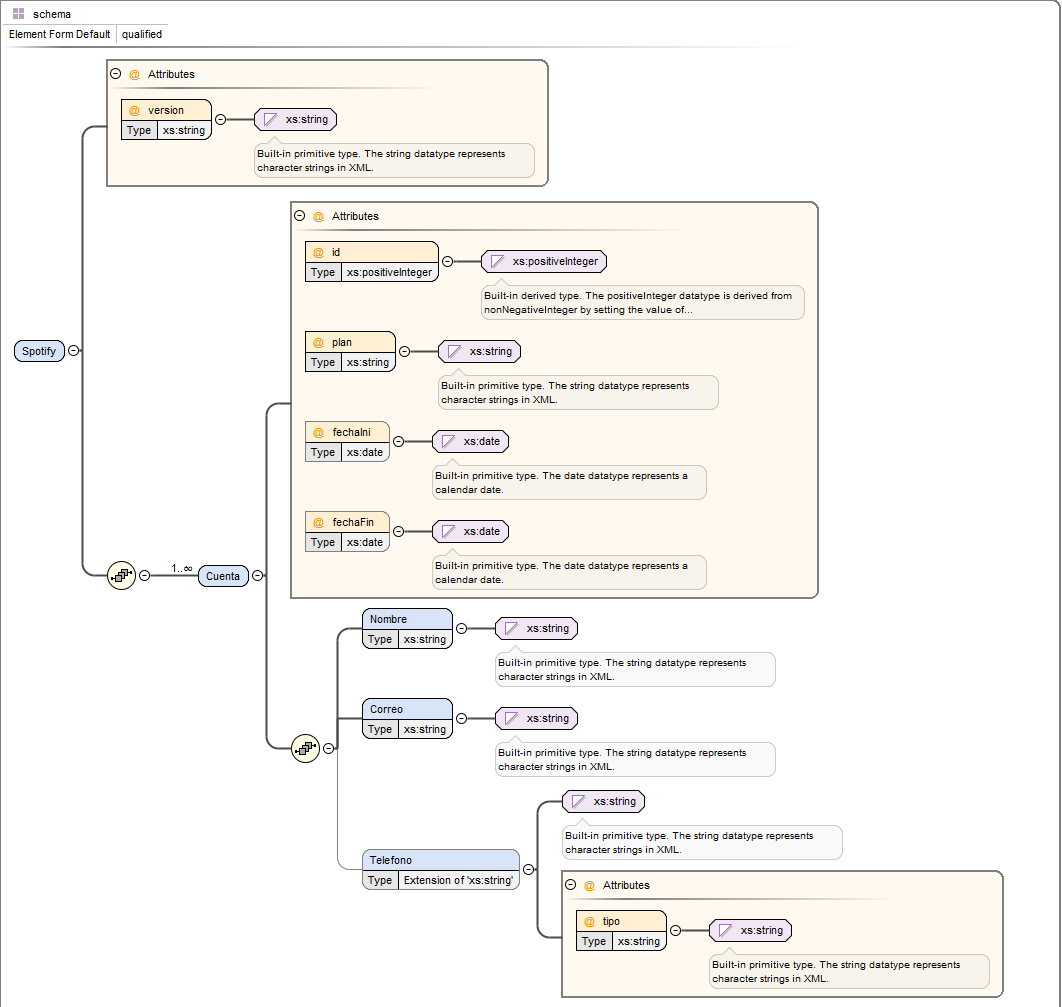 schema
Element Form Default qualified
@ Attributes
@ version
Type xs:string
xs:string
Built-in primitive type. The string datatype represents
character strings in XML.
@ Attributes
@ id
Type xs:positiveInteger
xs:positiveInteger
Built-in derived type. The positiveInteger datatype is derived from
nonNegativeInteger by setting the value of...
@ plan
Type xs:string
xs:string
Built-in primitive type. The string datatype represents
character strings in XML.
Spotify
@ fechaIni
Type xs:date
xs:date
Built-in primitive type. The date datatype represents a
calendar date.
@ fechaFin
Type xs:date
xs:date
Built-in primitive type. The date datatype represents a
calendar date.
1..∞
Cuenta
Nombre
Type xs:string
xs:string
Built-in primitive type. The string datatype represents
character strings in XML.
Correo
Type xs:string
xs:string
Built-in primitive type. The string datatype represents
character strings in XML.
xs:string
Built-in primitive type. The string datatype represents
character strings in XML.
Telefono
Type Extension of 'xs:string'
@ Attributes
@ tipo
Type xs:string
xs:string
Built-in primitive type. The string datatype represents
character strings in XML.